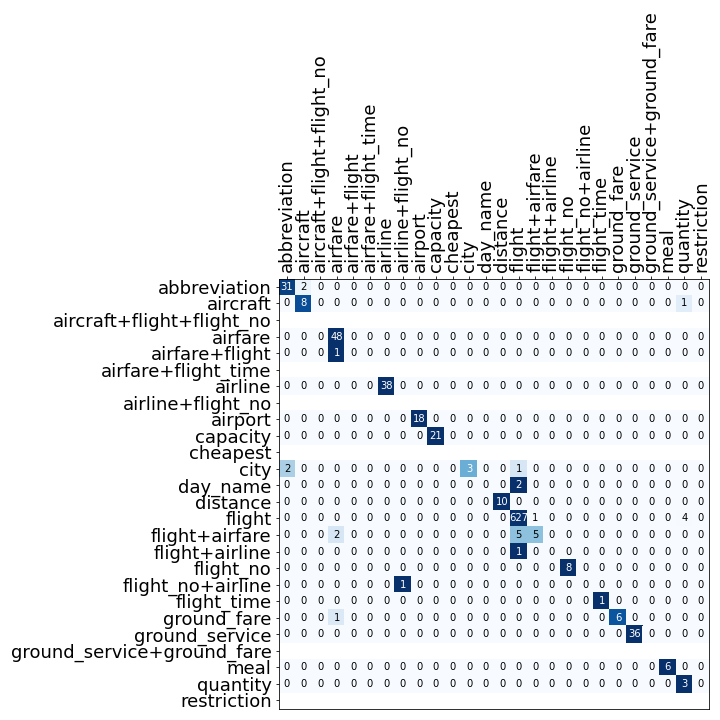 abbreviation
aircraft
aircraft+flight+flight_no
airfare
airfare+flight
airfare+flight_time
airline
airline+flight_no
airport
capacity
cheapest
city
day_name
distance
flight
flight+airfare
flight+airline
flight_no
flight_no+airline
flight_time
ground_fare
ground_service
ground_service+ground_fare
meal
quantity
restriction
abbreviation 31 2 0 0 0 0 0 0 0 0 0 0 0 0 0 0 0 0 0 0 0 0 0 0 0 0
aircraft 0 8 0 0 0 0 0 0 0 0 0 0 0 0 0 0 0 0 0 0 0 0 0 0 1 0
aircraft+flight+flight_no
airfare 0 0 0 48 0 0 0 0 0 0 0 0 0 0 0 0 0 0 0 0 0 0 0 0 0 0
airfare+flight 0 0 0 1 0 0 0 0 0 0 0 0 0 0 0 0 0 0 0 0 0 0 0 0 0 0
airfare+flight_time
airline 0 0 0 0 0 0 38 0 0 0 0 0 0 0 0 0 0 0 0 0 0 0 0 0 0 0
airline+flight_no
airport 0 0 0 0 0 0 0 0 18 0 0 0 0 0 0 0 0 0 0 0 0 0 0 0 0 0
capacity 0 0 0 0 0 0 0 0 0 21 0 0 0 0 0 0 0 0 0 0 0 0 0 0 0 0
cheapest
city 2 0 0 0 0 0 0 0 0 0 0 3 0 0 1 0 0 0 0 0 0 0 0 0 0 0
day_name 0 0 0 0 0 0 0 0 0 0 0 0 0 0 2 0 0 0 0 0 0 0 0 0 0 0
distance 0 0 0 0 0 0 0 0 0 0 0 0 0 10 0 0 0 0 0 0 0 0 0 0 0 0
flight 0 0 0 0 0 0 0 0 0 0 0 0 0 0 627 1 0 0 0 0 0 0 0 0 4 0
flight+airfare 0 0 0 2 0 0 0 0 0 0 0 0 0 0 5 5 0 0 0 0 0 0 0 0 0 0
flight+airline 0 0 0 0 0 0 0 0 0 0 0 0 0 0 1 0 0 0 0 0 0 0 0 0 0 0
flight_no 0 0 0 0 0 0 0 0 0 0 0 0 0 0 0 0 0 8 0 0 0 0 0 0 0 0
flight_no+airline 0 0 0 0 0 0 0 1 0 0 0 0 0 0 0 0 0 0 0 0 0 0 0 0 0 0
flight_time 0 0 0 0 0 0 0 0 0 0 0 0 0 0 0 0 0 0 0 1 0 0 0 0 0 0
ground_fare 0 0 0 1 0 0 0 0 0 0 0 0 0 0 0 0 0 0 0 0 6 0 0 0 0 0
ground_service 0 0 0 0 0 0 0 0 0 0 0 0 0 0 0 0 0 0 0 0 0 36 0 0 0 0
ground_service+ground_fare
meal 0 0 0 0 0 0 0 0 0 0 0 0 0 0 0 0 0 0 0 0 0 0 0 6 0 0
quantity 0 0 0 0 0 0 0 0 0 0 0 0 0 0 0 0 0 0 0 0 0 0 0 0 3 0
restriction